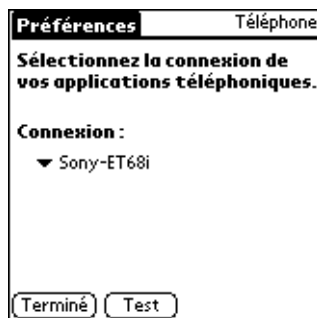 Préférences Téléphone
Sélectionnez la connexion de
vos applications téléphoniques.
Connexion :
Sony-ET68i
Terminé Test